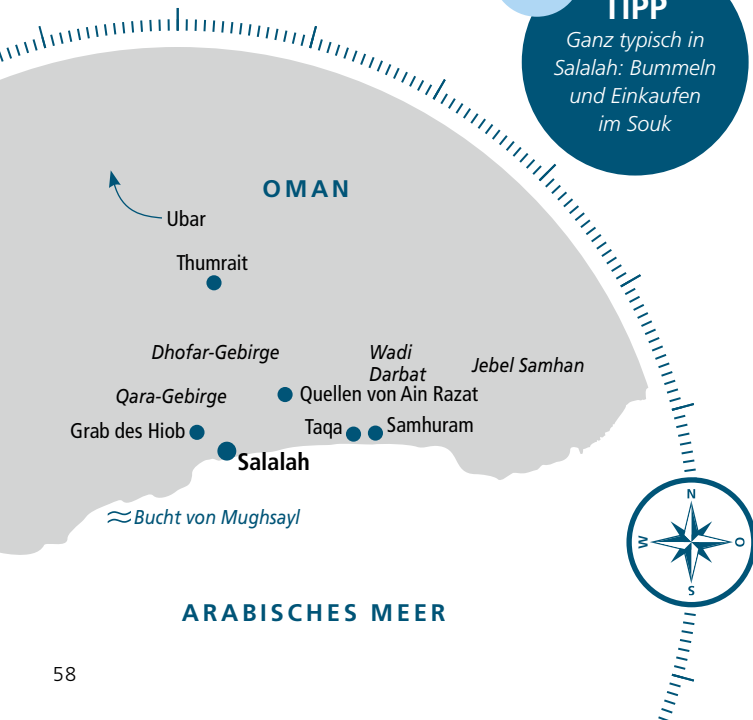 TIPP
Ganz typisch in
Salalah: Bummeln
und Einkaufen
im Souk
OMAN
Ubar
Thumrait
Dhofar-Gebirge
Wadi
Darbat
Jebel Samhan
Qara-Gebirge
Quellen von Ain Razat
Grab des Hiob
Taqa
Samhuram
Salalah
Bucht von Mughsayl
N
W
O
S
ARABISCHES MEER
58